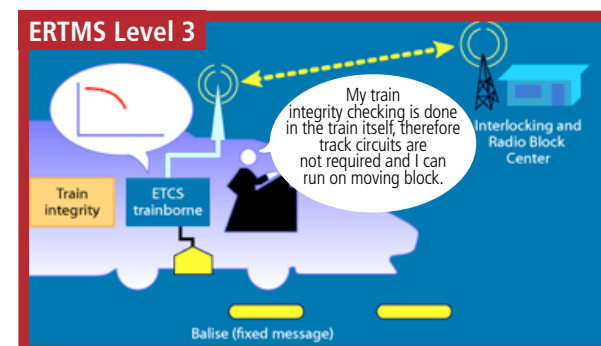 ERTMS Level 3
My train
integrity checking is done
in the train itself, therefore
track circuits are
not required and I can
run on moving block.
Interlocking and
Radio Block
Center
Train
integrity
ETCS
trainborne
Balise (fixed message)